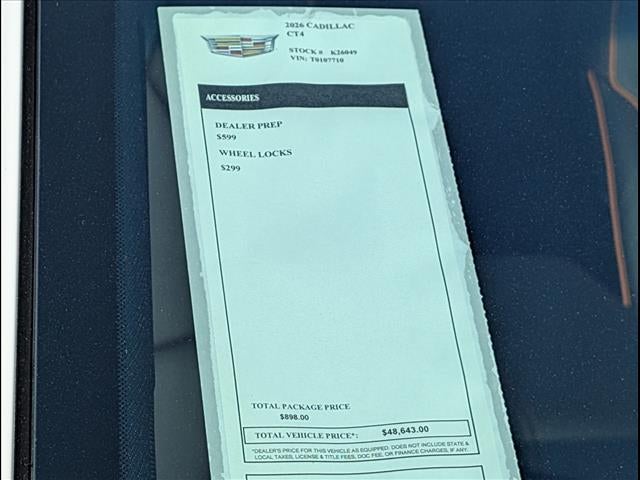 2026 CADILLAC
CT4
STOCK # K26049
VIN: T0107710
ACCESSORIES
DEALER PREP
$599
WHEEL LOCKS
$299
TOTAL PACKAGE PRICE
$898.00
TOTAL VEHICLE PRICE*: $48,643.00
*DEALER'S PRICE FOR THIS VEHICLE AS EQUIPPED. DOES NOT INCLUDE STATE &
LOCAL TAXES, LICENSE & TITLE FEES, DOC FEE, OR FINANCE CHARGES, IF ANY.